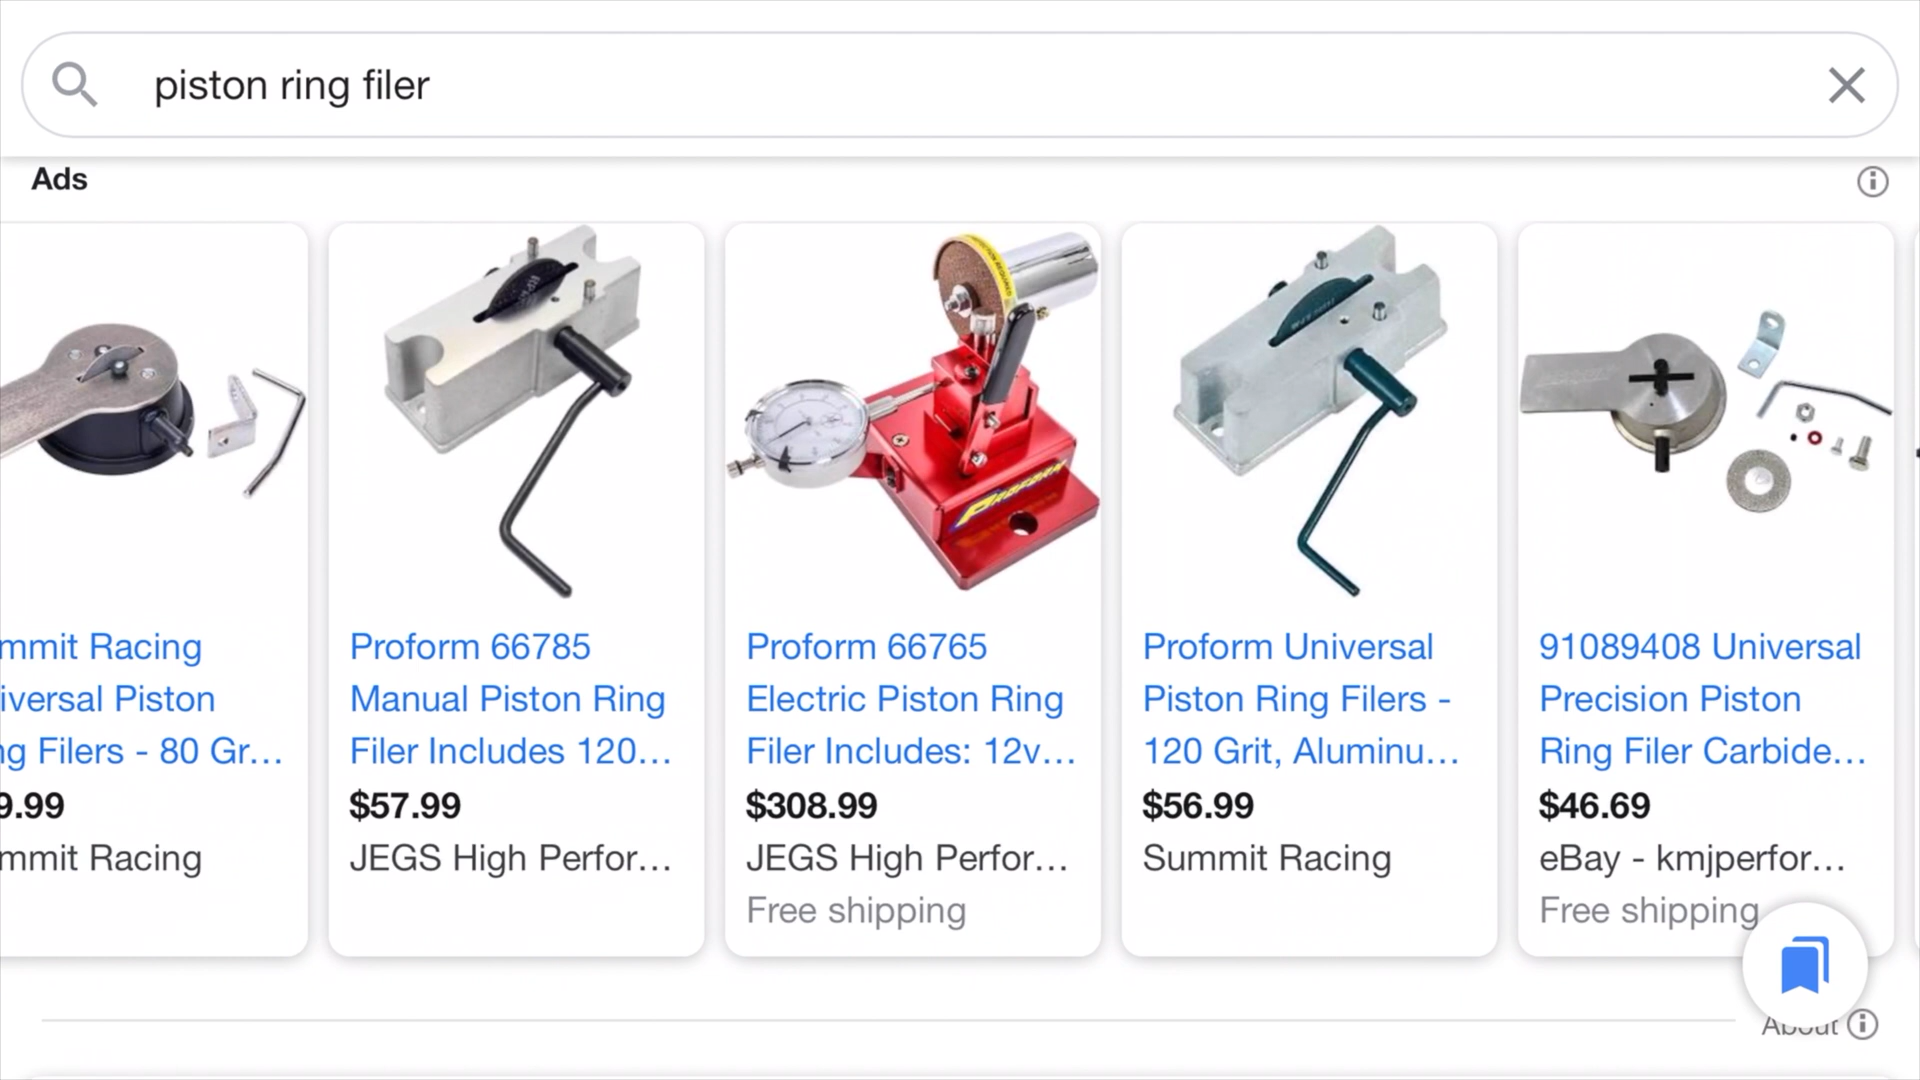 piston ring filer
Ads
mmit Racing
iversal Piston
ng Filers - 80 Gr...
9.99
mmit Racing
Proform 66785
Manual Piston Ring
Filer Includes 120...
$57.99
JEGS High Perfor...
PROFORM
Proform 66765
Electric Piston Ring
Filer Includes: 12v...
$308.99
JEGS High Perfor...
Free shipping
Proform Universal
Piston Ring Filers -
120 Grit, Aluminu...
$56.99
Summit Racing
91089408 Universal
Precision Piston
Ring Filer Carbide...
$46.69
eBay - kmjperfor...
Free shipping
About